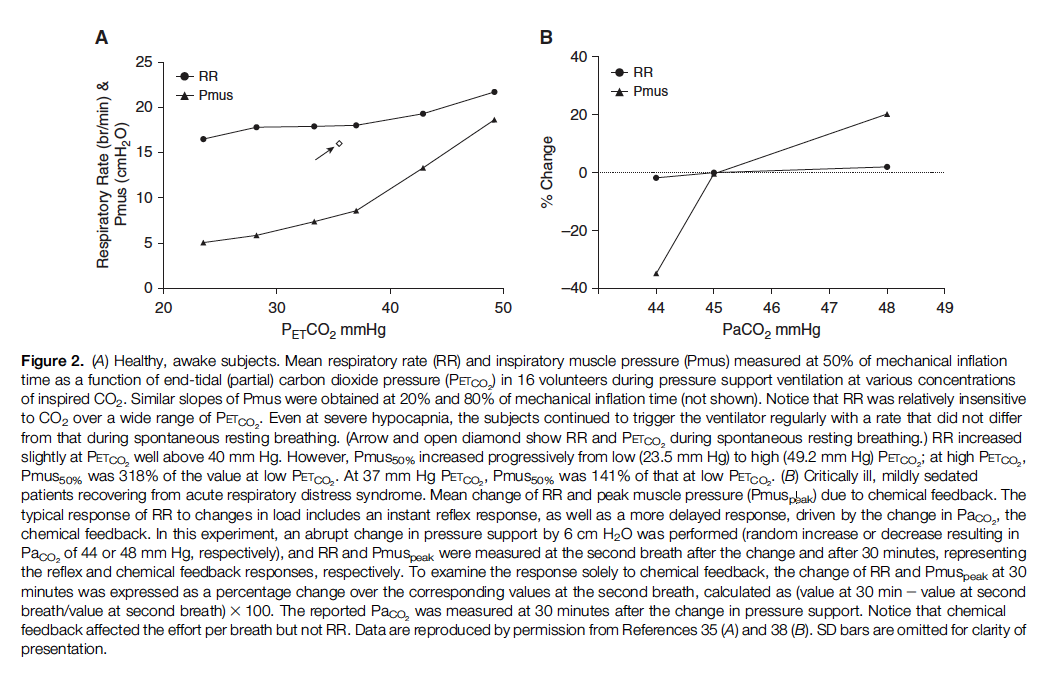 A
B
25
20
15
10
5
0
20
30
40
50
RR
Pmus
Respiratory Rate (br/min) &
Pmus (cmH2O)
PETCO2 mmHg
40
20
0
−20
−40
44
45
46
47
48
49
RR
Pmus
% Change
PaCO2 mmHg
Figure 2. (A) Healthy, awake subjects. Mean respiratory rate (RR) and inspiratory muscle pressure (Pmus) measured at 50% of mechanical inflation
time as a function of end-tidal (partial) carbon dioxide pressure (PETCO2) in 16 volunteers during pressure support ventilation at various concentrations
of inspired CO2. Similar slopes of Pmus were obtained at 20% and 80% of mechanical inflation time (not shown). Notice that RR was relatively insensitive
to CO2 over a wide range of PETCO2. Even at severe hypocapnia, the subjects continued to trigger the ventilator regularly with a rate that did not differ
from that during spontaneous resting breathing. (Arrow and open diamond show RR and PETCO2 during spontaneous resting breathing.) RR increased
slightly at PETCO2 well above 40 mm Hg. However, Pmus50% increased progressively from low (23.5 mm Hg) to high (49.2 mm Hg) PETCO2; at high PETCO2,
Pmus50% was 318% of the value at low PETCO2. At 37 mm Hg PETCO2, Pmus50% was 141% of that at low PETCO2. (B) Critically ill, mildly sedated
patients recovering from acute respiratory distress syndrome. Mean change of RR and peak muscle pressure (Pmuspeak) due to chemical feedback. The
typical response of RR to changes in load includes an instant reflex response, as well as a more delayed response, driven by the change in PaCO2, the
chemical feedback. In this experiment, an abrupt change in pressure support by 6 cm H2O was performed (random increase or decrease resulting in
PaCO2 of 44 or 48 mm Hg, respectively), and RR and Pmuspeak were measured at the second breath after the change and after 30 minutes, representing
the reflex and chemical feedback responses, respectively. To examine the response solely to chemical feedback, the change of RR and Pmuspeak at 30
minutes was expressed as a percentage change over the corresponding values at the second breath, calculated as (value at 30 min − value at second
breath/value at second breath) × 100. The reported PaCO2 was measured at 30 minutes after the change in pressure support. Notice that chemical
feedback affected the effort per breath but not RR. Data are reproduced by permission from References 35 (A) and 38 (B). SD bars are omitted for clarity of
presentation.